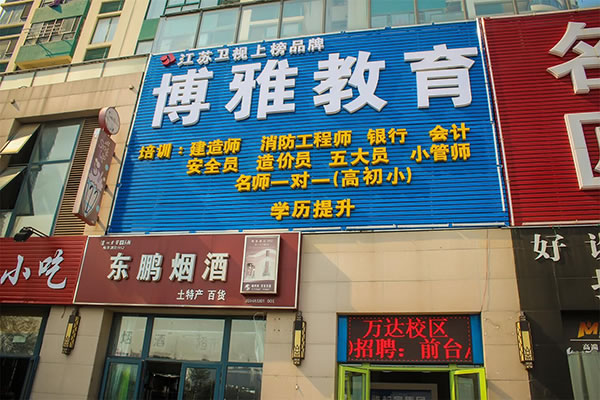 江苏卫视上榜品牌
博雅教育
培训：建造师 消防工程师 银行 会计
安全员 造价员 五大员 小管师
名师一对一(高初小)
学历提升
名
小吃
东鹏烟酒
土特产 百货
好
万达校区
招聘：前台